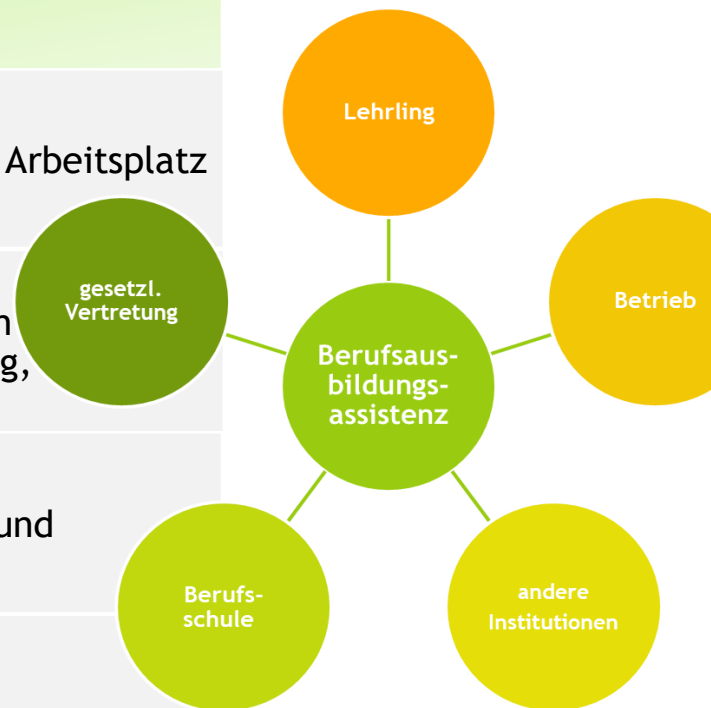 Arbeitsplatz
g,
und
Lehrling
gesetzl.
Vertretung
Betrieb
Berufsaus-
bildungs-
assistenz
Berufs-
schule
andere
Institutionen